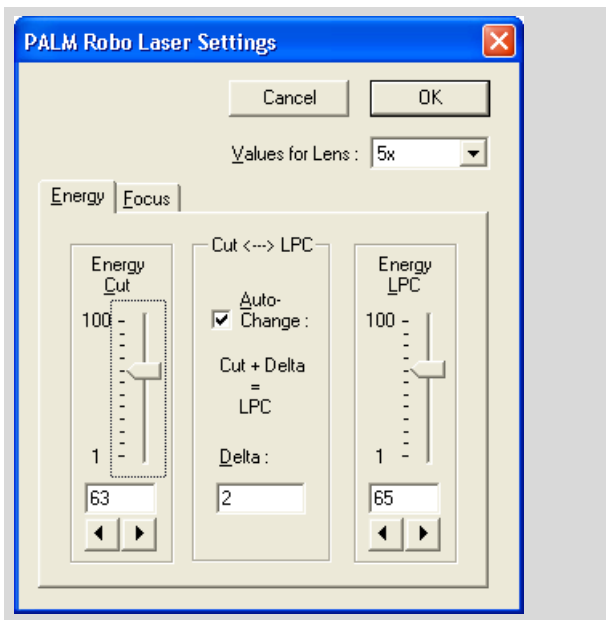 PALM Robo Laser Settings
Cancel
OK
Values for Lens :
5x
Energy
Focus
Energy
Cut
100
1
63
Cut <---> LPC
Auto-
Change :
Cut + Delta
=
LPC
Delta :
2
Energy
LPC
100
1
65